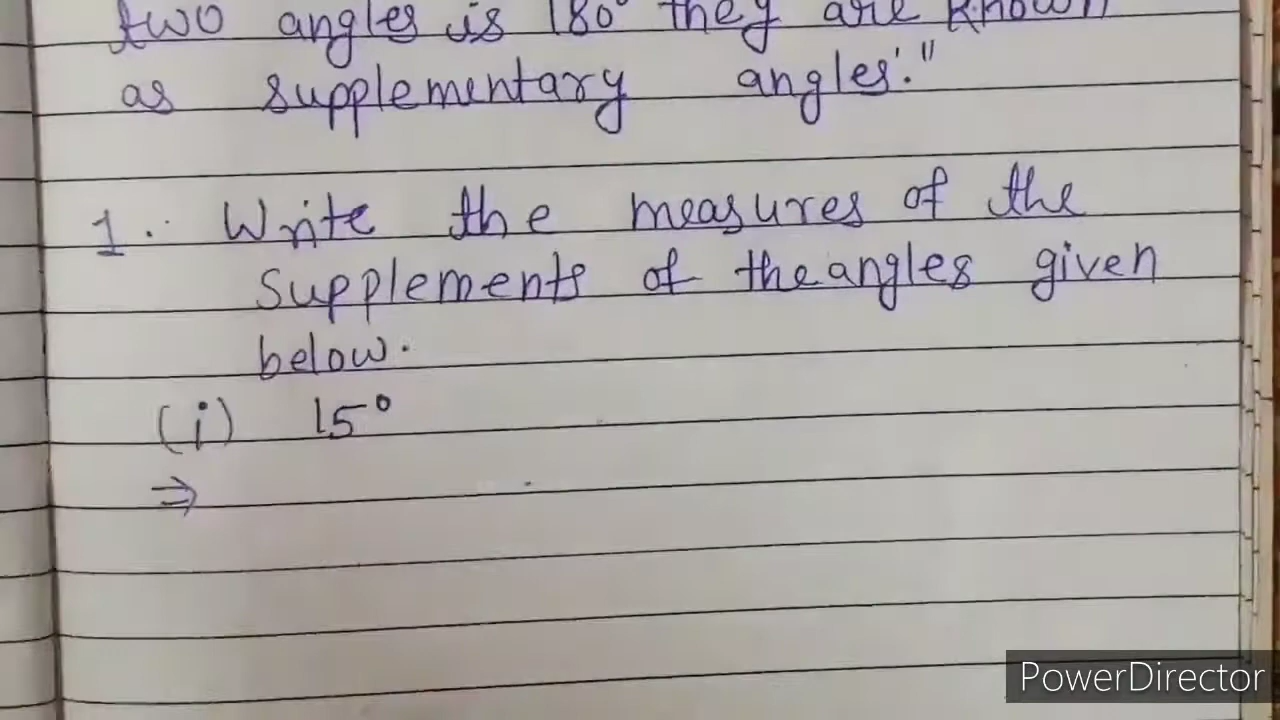 two angles is 180° they are known
as supplementary angles."
1. Write the measures of the
supplements of the angles given
below.
(i) 15°
⇒
PowerDirector